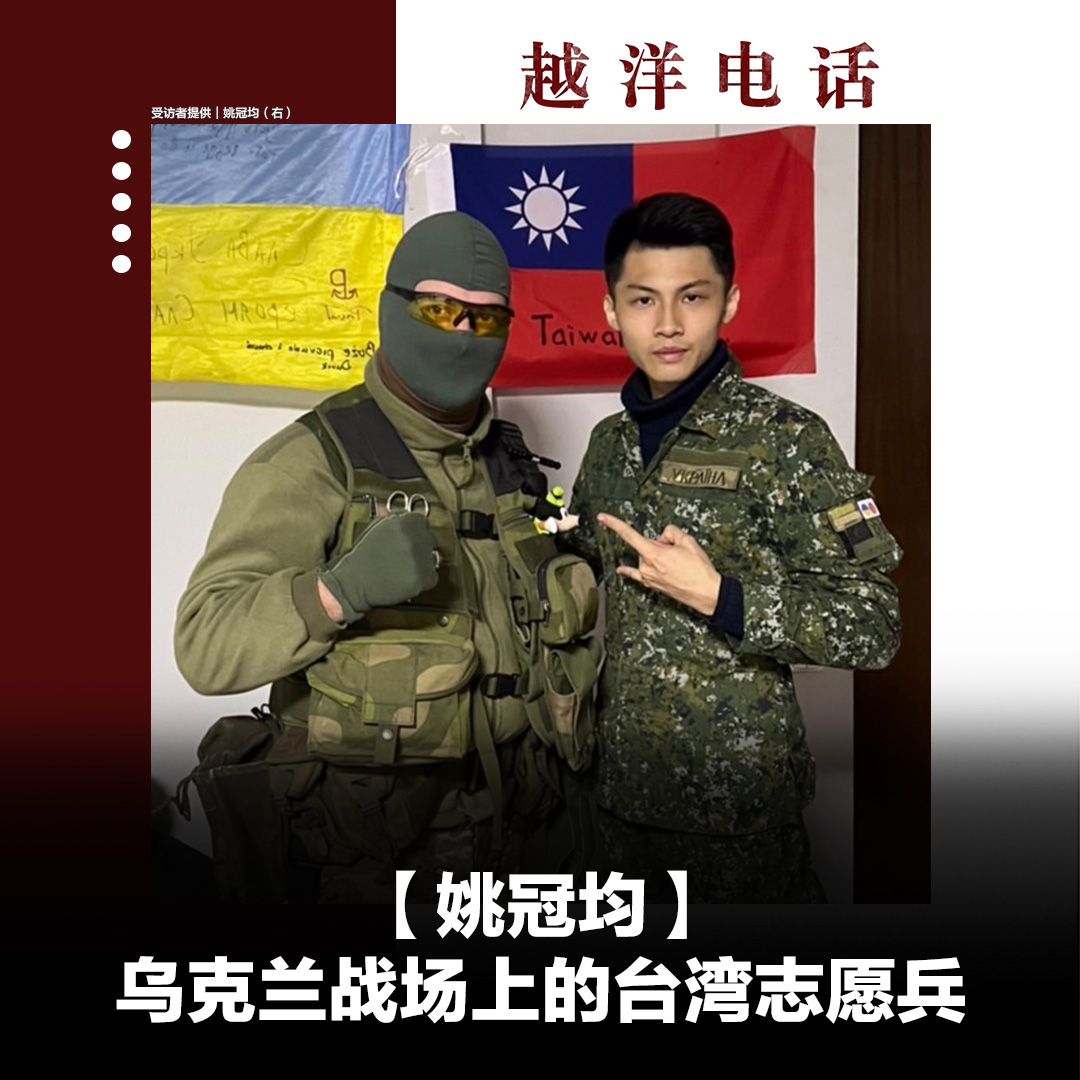 越洋电话
受访者提供｜姚冠均（右）
Taiwa
УКРАЇНА
【姚冠均】
乌克兰战场上的台湾志愿兵